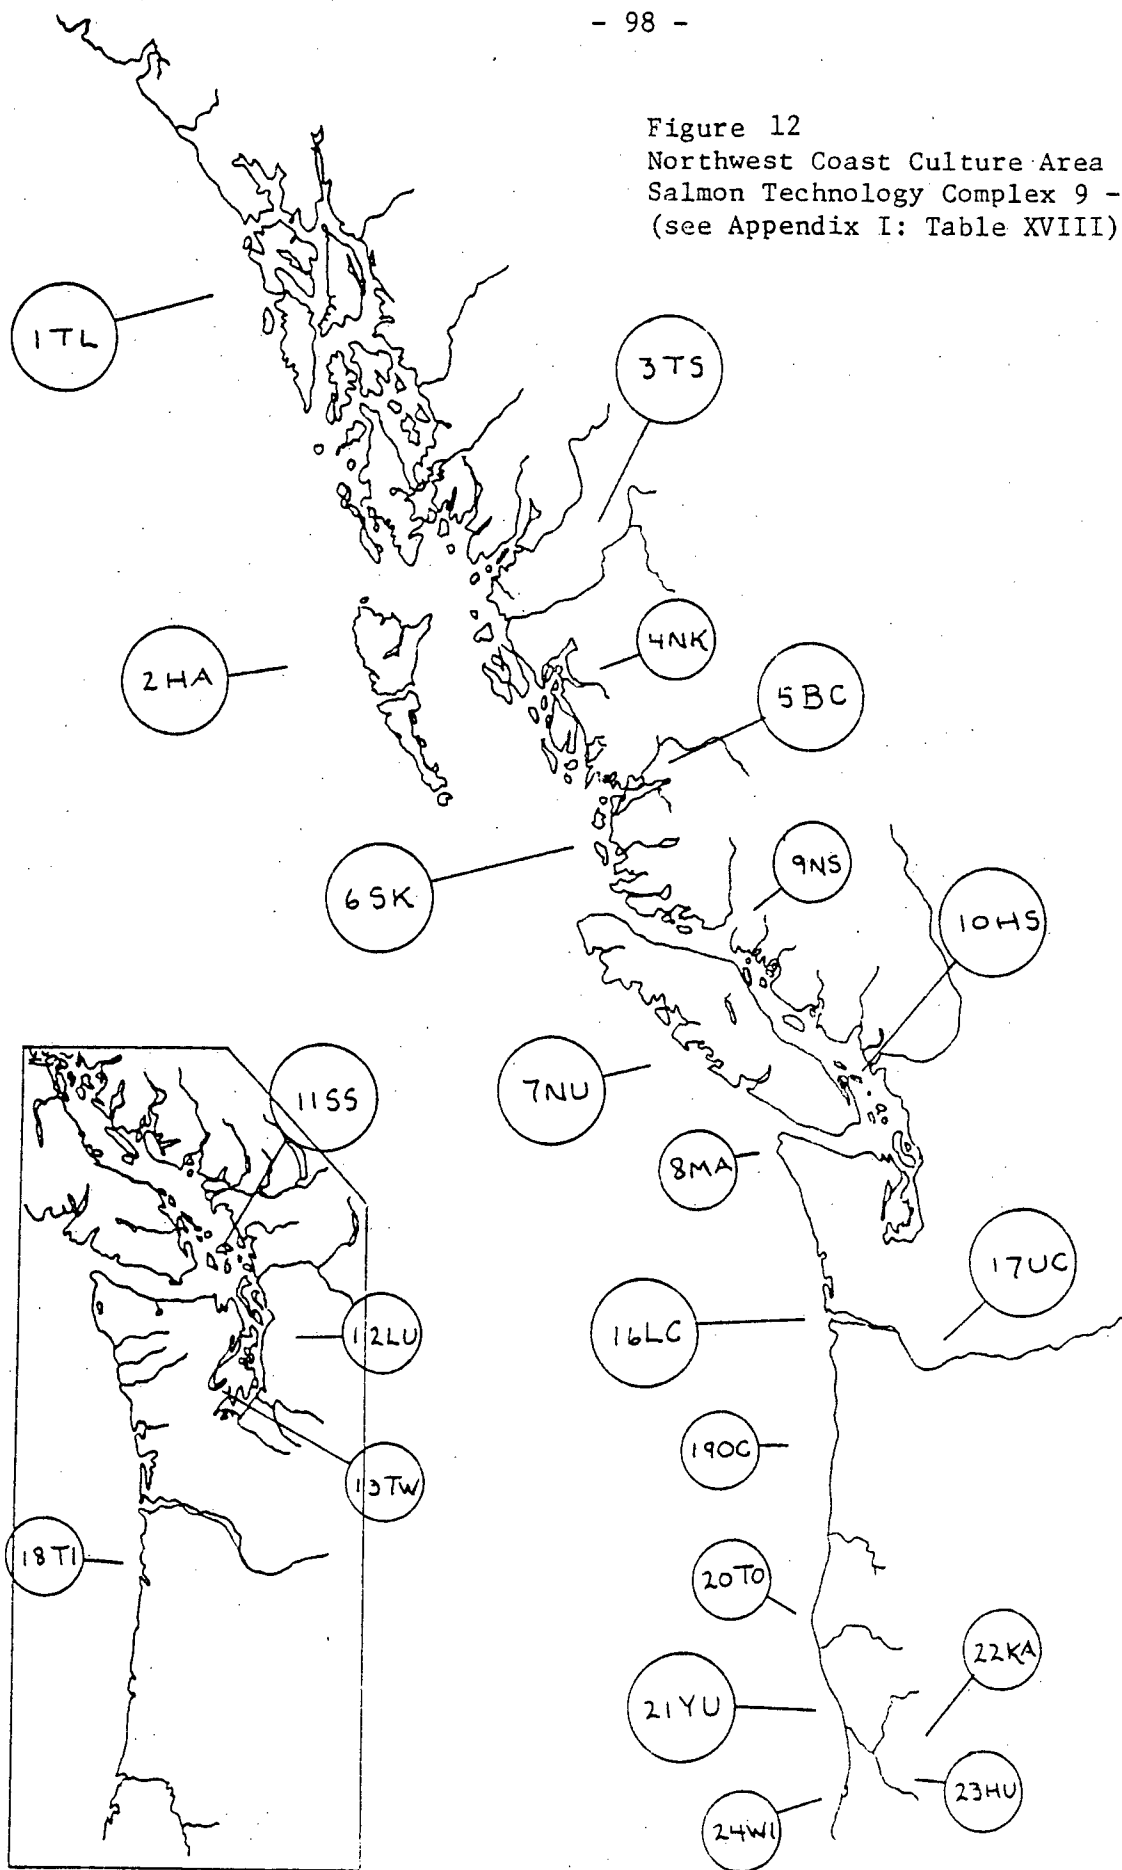 - 98 -
Figure 12
Northwest Coast Culture Area
Salmon Technology Complex 9 -
(see Appendix I: Table XVIII)
1TL
3TS
2HA
4NK
5BC
6SK
9NS
10HS
7NU
11SS
8MA
17UC
16LC
12LU
190C
13TW
18TI
20TO
22KA
21YU
23HU
24WI